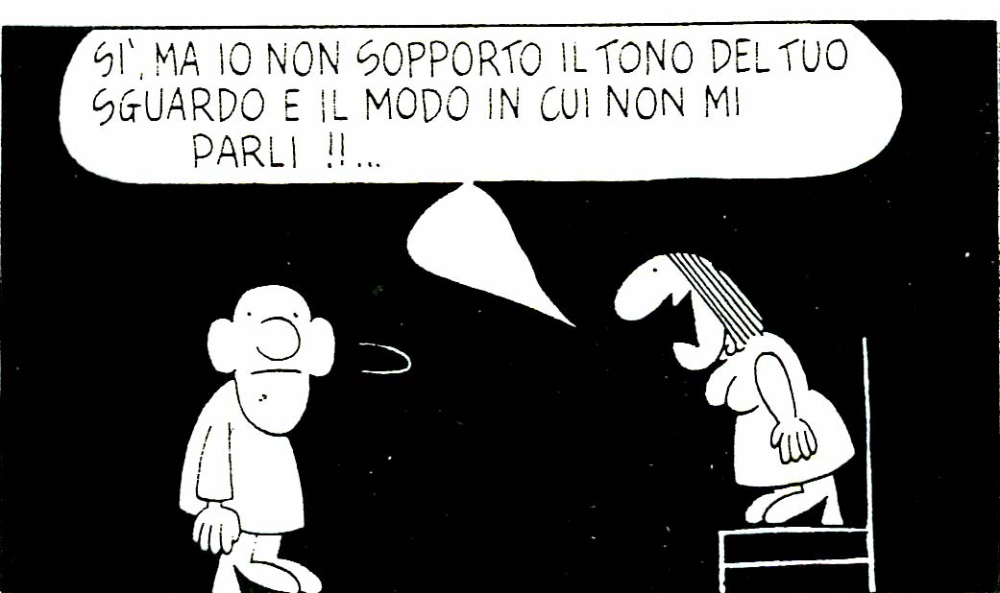 SI', MA IO NON SOPPORTO IL TONO DEL TUO
SGUARDO E IL MODO IN CUI NON MI
PARLI !!...